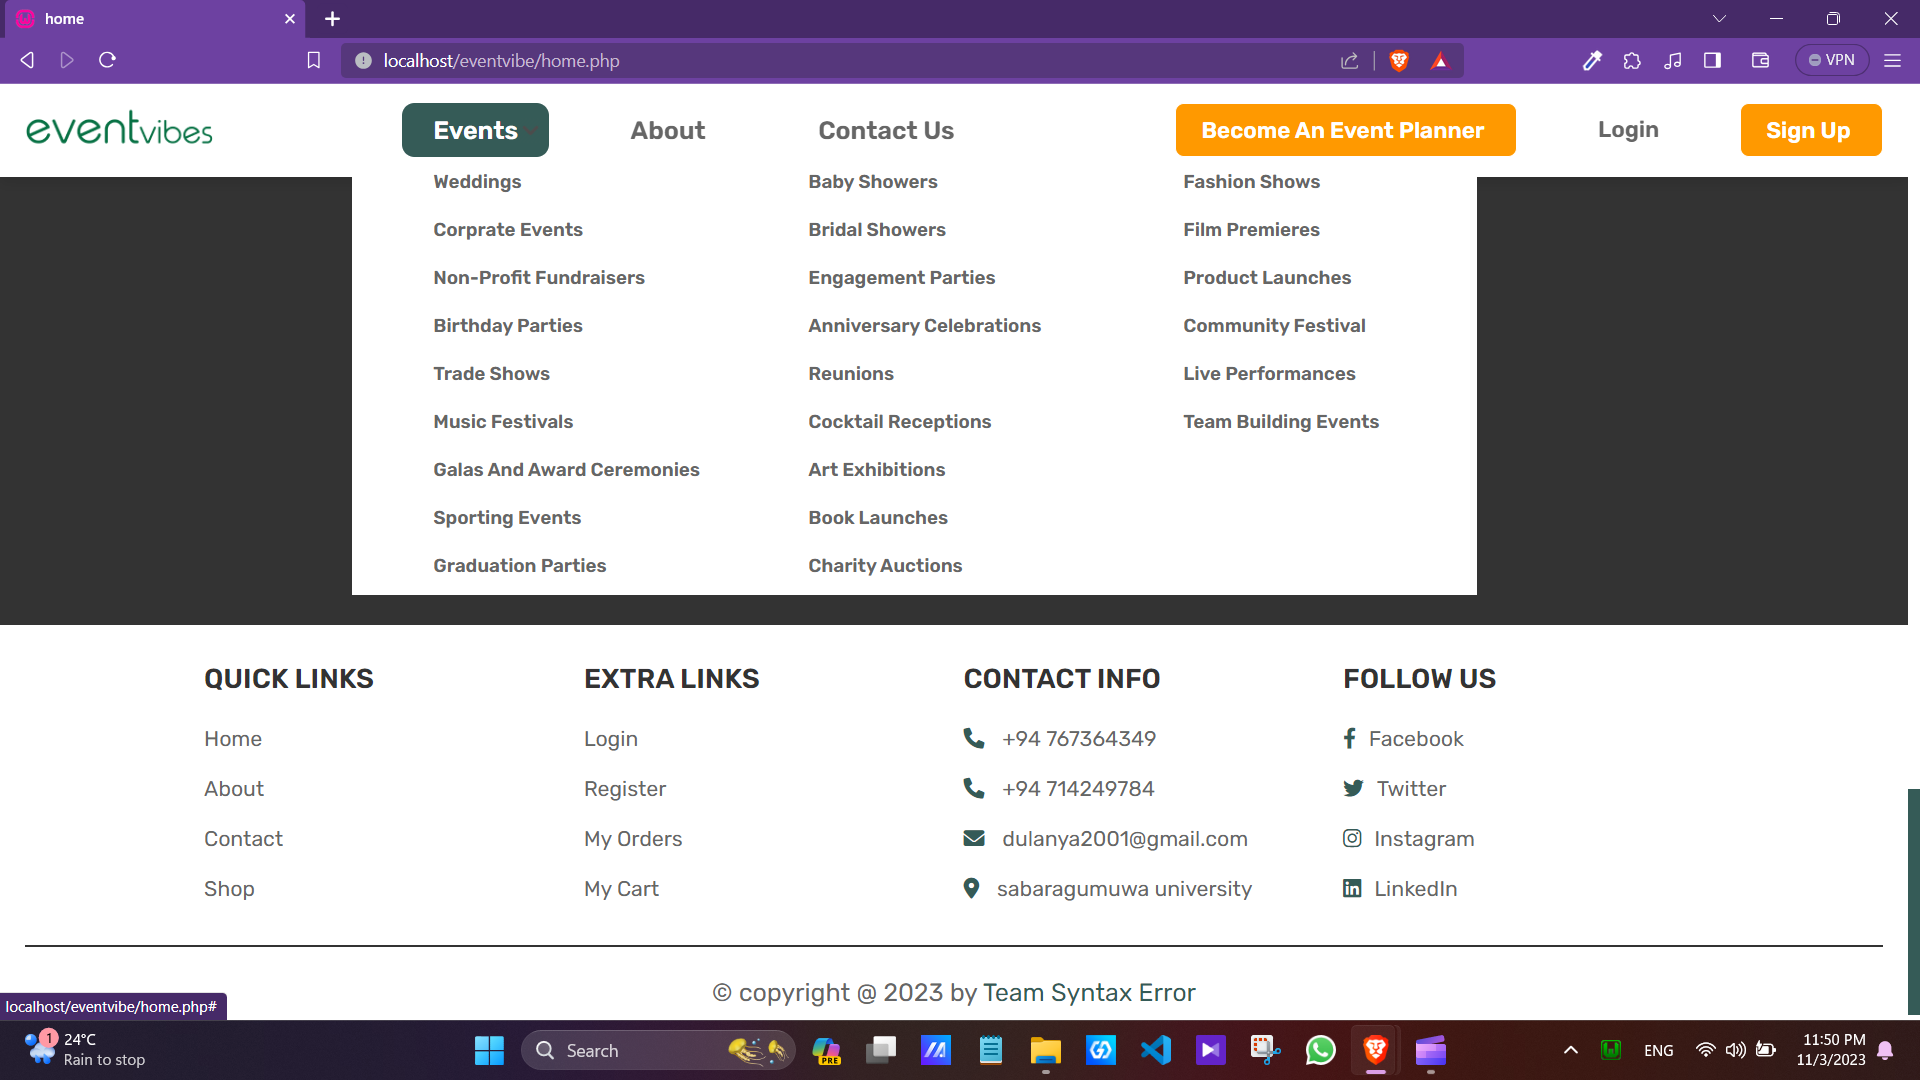 home
localhost/eventvibe/home.php
VPN
eventvibes
Events
About
Contact Us
Become An Event Planner
Login
Sign Up
Weddings
Baby Showers
Fashion Shows
Corprate Events
Bridal Showers
Film Premieres
Non-Profit Fundraisers
Engagement Parties
Product Launches
Birthday Parties
Anniversary Celebrations
Community Festival
Trade Shows
Reunions
Live Performances
Music Festivals
Cocktail Receptions
Team Building Events
Galas And Award Ceremonies
Art Exhibitions
Sporting Events
Book Launches
Graduation Parties
Charity Auctions
QUICK LINKS
Home
About
Contact
Shop
EXTRA LINKS
Login
Register
My Orders
My Cart
CONTACT INFO
+94 767364349
+94 714249784
dulanya2001@gmail.com
sabaragumuwa university
FOLLOW US
Facebook
Twitter
Instagram
LinkedIn
© copyright @ 2023 by Team Syntax Error
localhost/eventvibe/home.php#
1
24°C
Rain to stop
Search
PRE
ENG
11:50 PM
11/3/2023